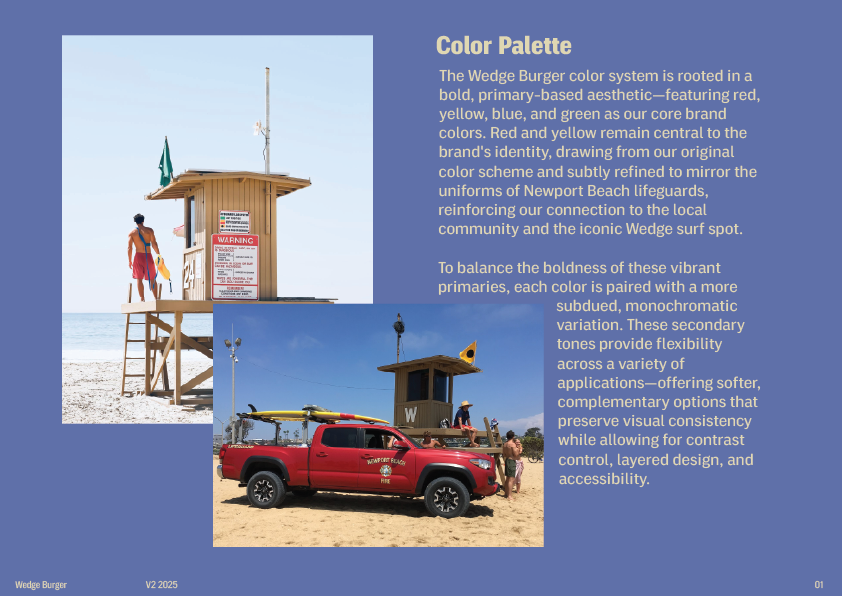 Color Palette
The Wedge Burger color system is rooted in a
bold, primary-based aesthetic—featuring red,
yellow, blue, and green as our core brand
colors. Red and yellow remain central to the
brand's identity, drawing from our original
color scheme and subtly refined to mirror the
uniforms of Newport Beach lifeguards,
reinforcing our connection to the local
community and the iconic Wedge surf spot.
To balance the boldness of these vibrant
primaries, each color is paired with a more
subdued, monochromatic
variation. These secondary
tones provide flexibility
across a variety of
applications—offering softer,
complementary options that
preserve visual consistency
while allowing for contrast
control, layered design, and
accessibility.
WARNING
24
W
NEWPORT BEACH
FIRE
Wedge Burger
V2 2025
01